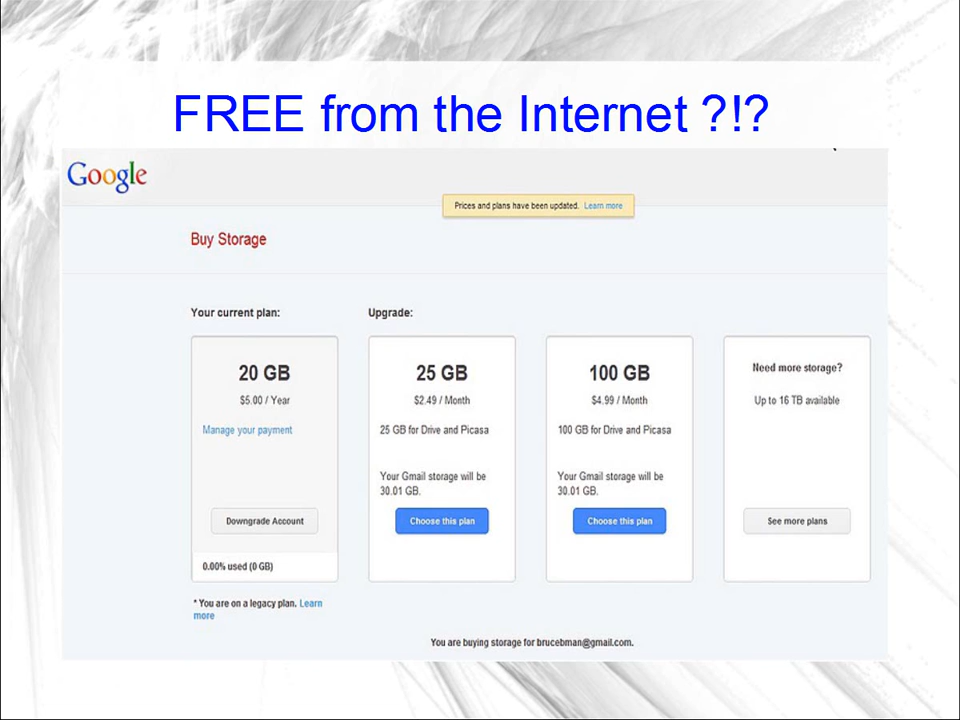 FREE from the Internet ?!?
Google
Prices and plans have been updated. Learn more
Buy Storage
Your current plan:
Upgrade:
20 GB
$5.00 / Year
Manage your payment
Downgrade Account
0.00% used (0 GB)
25 GB
$2.49 / Month
25 GB for Drive and Picasa
Your Gmail storage will be
30.01 GB.
Choose this plan
100 GB
$4.99 / Month
100 GB for Drive and Picasa
Your Gmail storage will be
30.01 GB.
Choose this plan
Need more storage?
Up to 16 TB available
See more plans
* You are on a legacy plan. Learn
more
You are buying storage for brucebman@gmail.com.